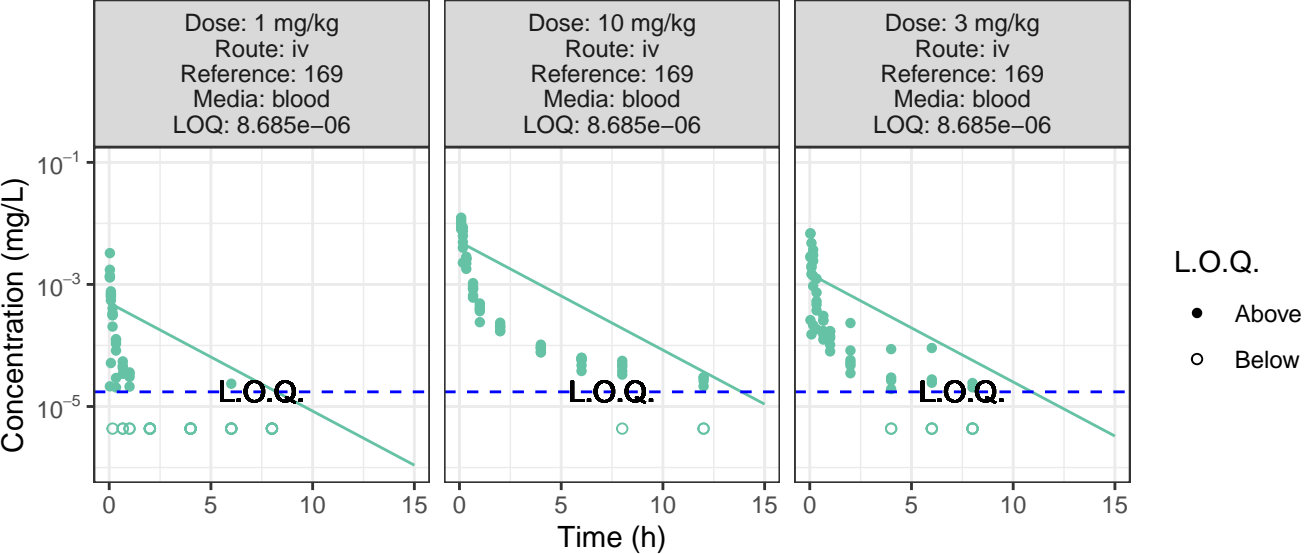 Dose: 1 mg/kg
Route: iv
Reference: 169
Media: blood
LOQ: 8.685e−06
Dose: 10 mg/kg
Route: iv
Reference: 169
Media: blood
LOQ: 8.685e−06
Dose: 3 mg/kg
Route: iv
Reference: 169
Media: blood
LOQ: 8.685e−06
Concentration (mg/L)
10⁻¹
10⁻³
10⁻⁵
L.O.Q.
L.O.Q.
L.O.Q.
0 5 10 15
0 5 10 15
0 5 10 15
Time (h)
L.O.Q.
Above
Below